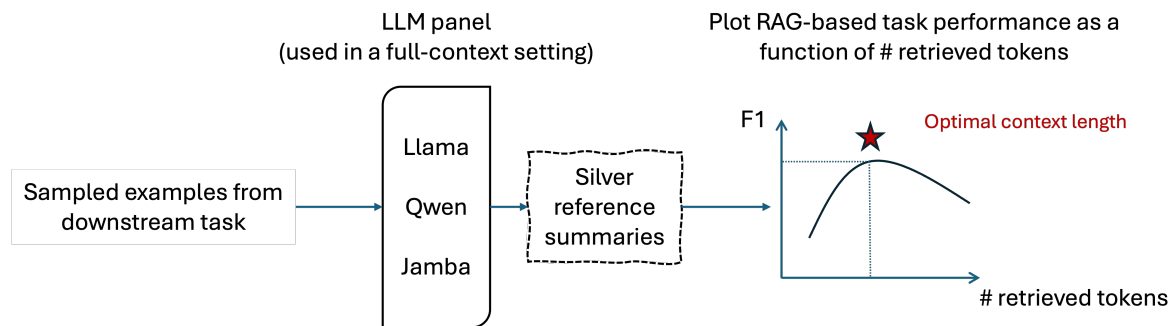 LLM panel
(used in a full-context setting)
Plot RAG-based task performance as a
function of # retrieved tokens
Sampled examples from
downstream task
Llama
Qwen
Jamba
Silver
reference
summaries
F1
Optimal context length
# retrieved tokens